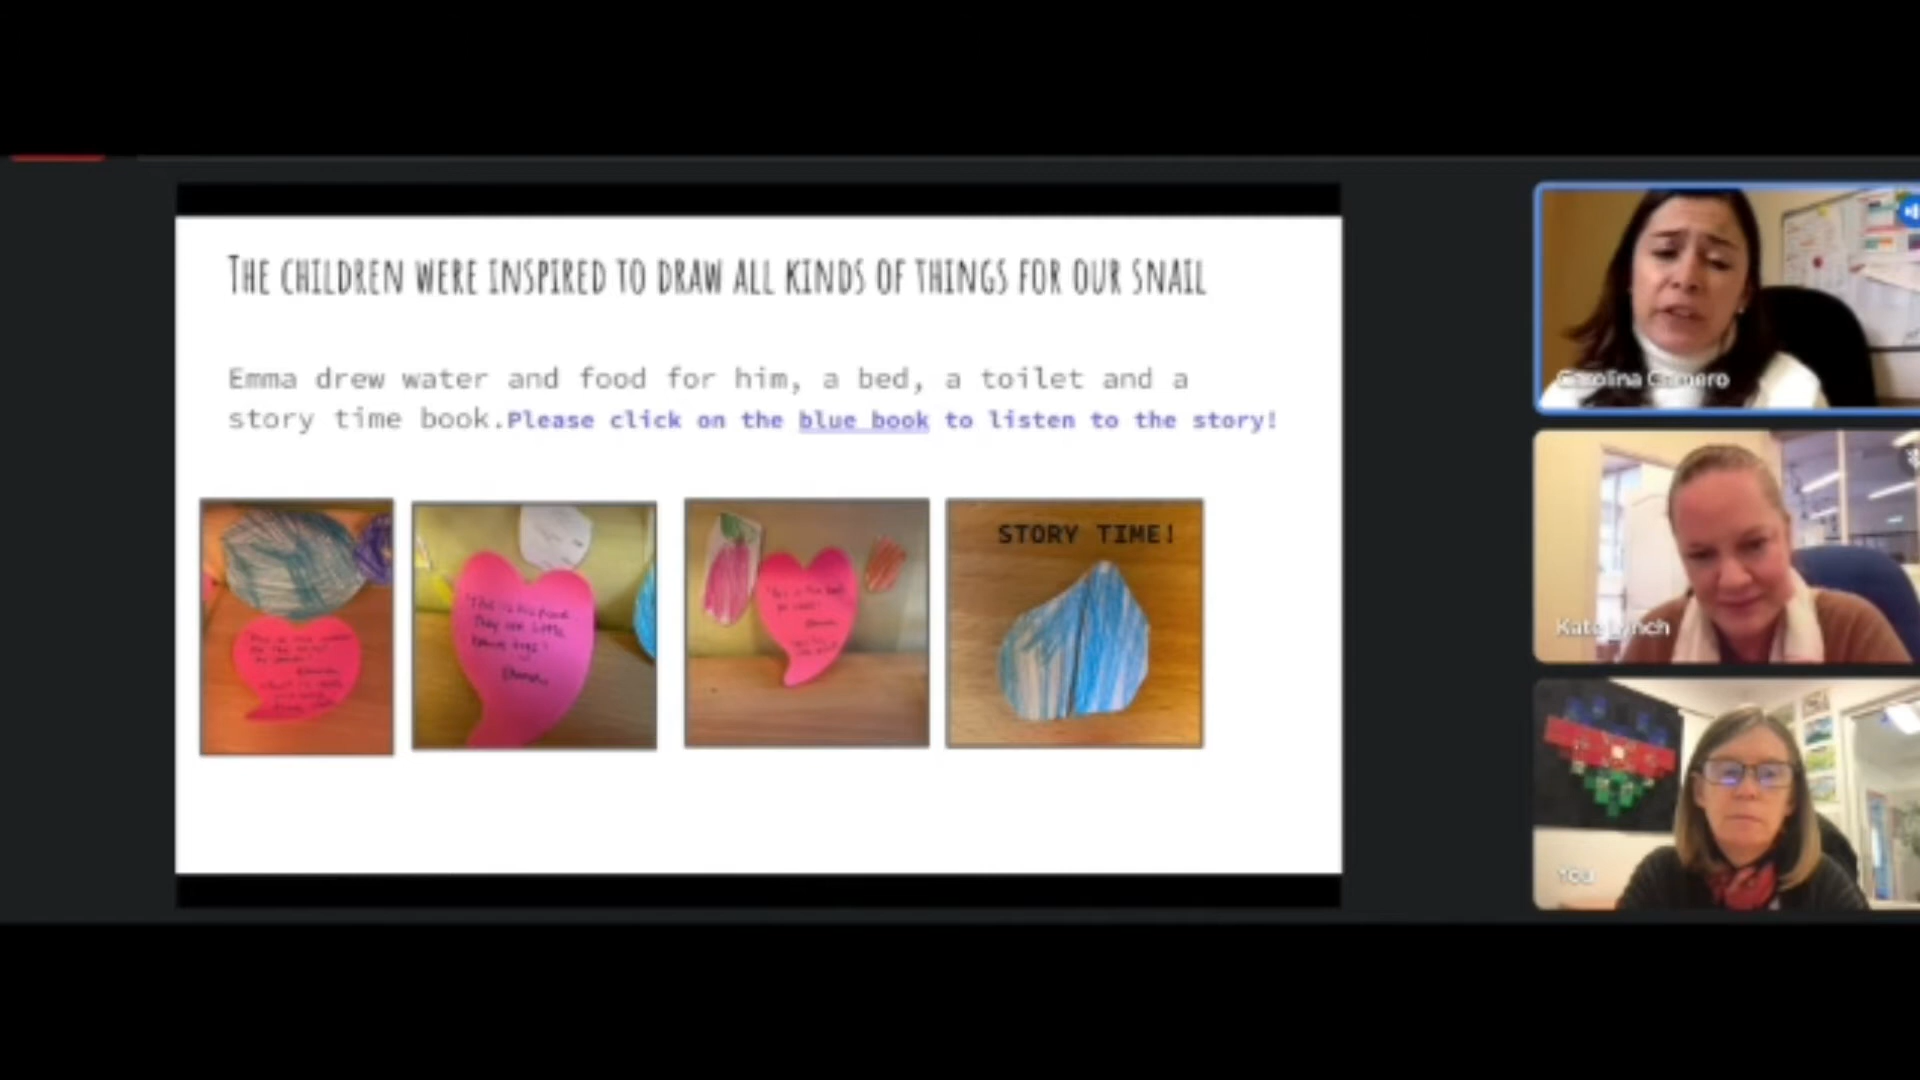 THE CHILDREN WERE INSPIRED TO DRAW ALL KINDS OF THINGS FOR OUR SNAIL
Emma drew water and food for him, a bed, a toilet and a
story time book.Please click on the blue book to listen to the story!
STORY TIME!
Carolina
Kate Lynch
You